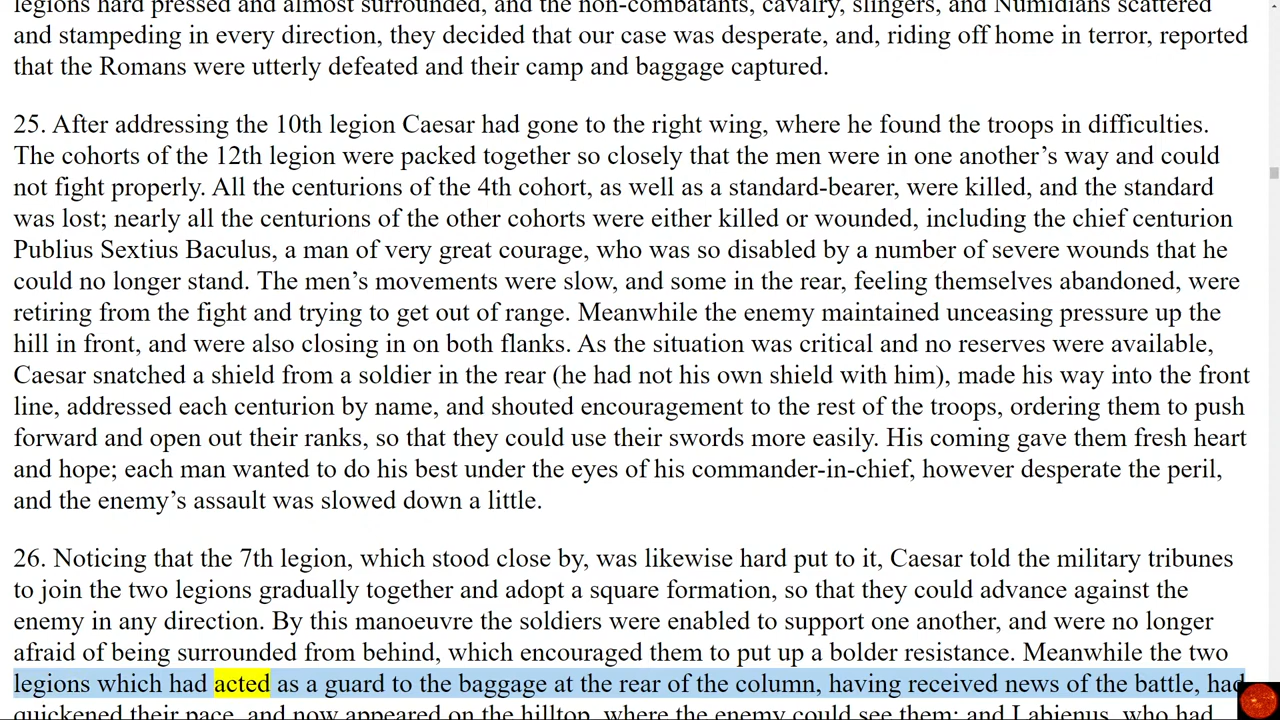 legions hard pressed and almost surrounded, and the non-combatants, cavalry, slingers, and Numidians scattered
and stampeding in every direction, they decided that our case was desperate, and, riding off home in terror, reported
that the Romans were utterly defeated and their camp and baggage captured.
25. After addressing the 10th legion Caesar had gone to the right wing, where he found the troops in difficulties.
The cohorts of the 12th legion were packed together so closely that the men were in one another’s way and could
not fight properly. All the centurions of the 4th cohort, as well as a standard-bearer, were killed, and the standard
was lost; nearly all the centurions of the other cohorts were either killed or wounded, including the chief centurion
Publius Sextius Baculus, a man of very great courage, who was so disabled by a number of severe wounds that he
could no longer stand. The men’s movements were slow, and some in the rear, feeling themselves abandoned, were
retiring from the fight and trying to get out of range. Meanwhile the enemy maintained unceasing pressure up the
hill in front, and were also closing in on both flanks. As the situation was critical and no reserves were available,
Caesar snatched a shield from a soldier in the rear (he had not his own shield with him), made his way into the front
line, addressed each centurion by name, and shouted encouragement to the rest of the troops, ordering them to push
forward and open out their ranks, so that they could use their swords more easily. His coming gave them fresh heart
and hope; each man wanted to do his best under the eyes of his commander-in-chief, however desperate the peril,
and the enemy’s assault was slowed down a little.
26. Noticing that the 7th legion, which stood close by, was likewise hard put to it, Caesar told the military tribunes
to join the two legions gradually together and adopt a square formation, so that they could advance against the
enemy in any direction. By this manoeuvre the soldiers were enabled to support one another, and were no longer
afraid of being surrounded from behind, which encouraged them to put up a bolder resistance. Meanwhile the two
legions which had acted as a guard to the baggage at the rear of the column, having received news of the battle, had
quickened their pace, and now appeared on the hilltop, where the enemy could see them; and Labienus, who had